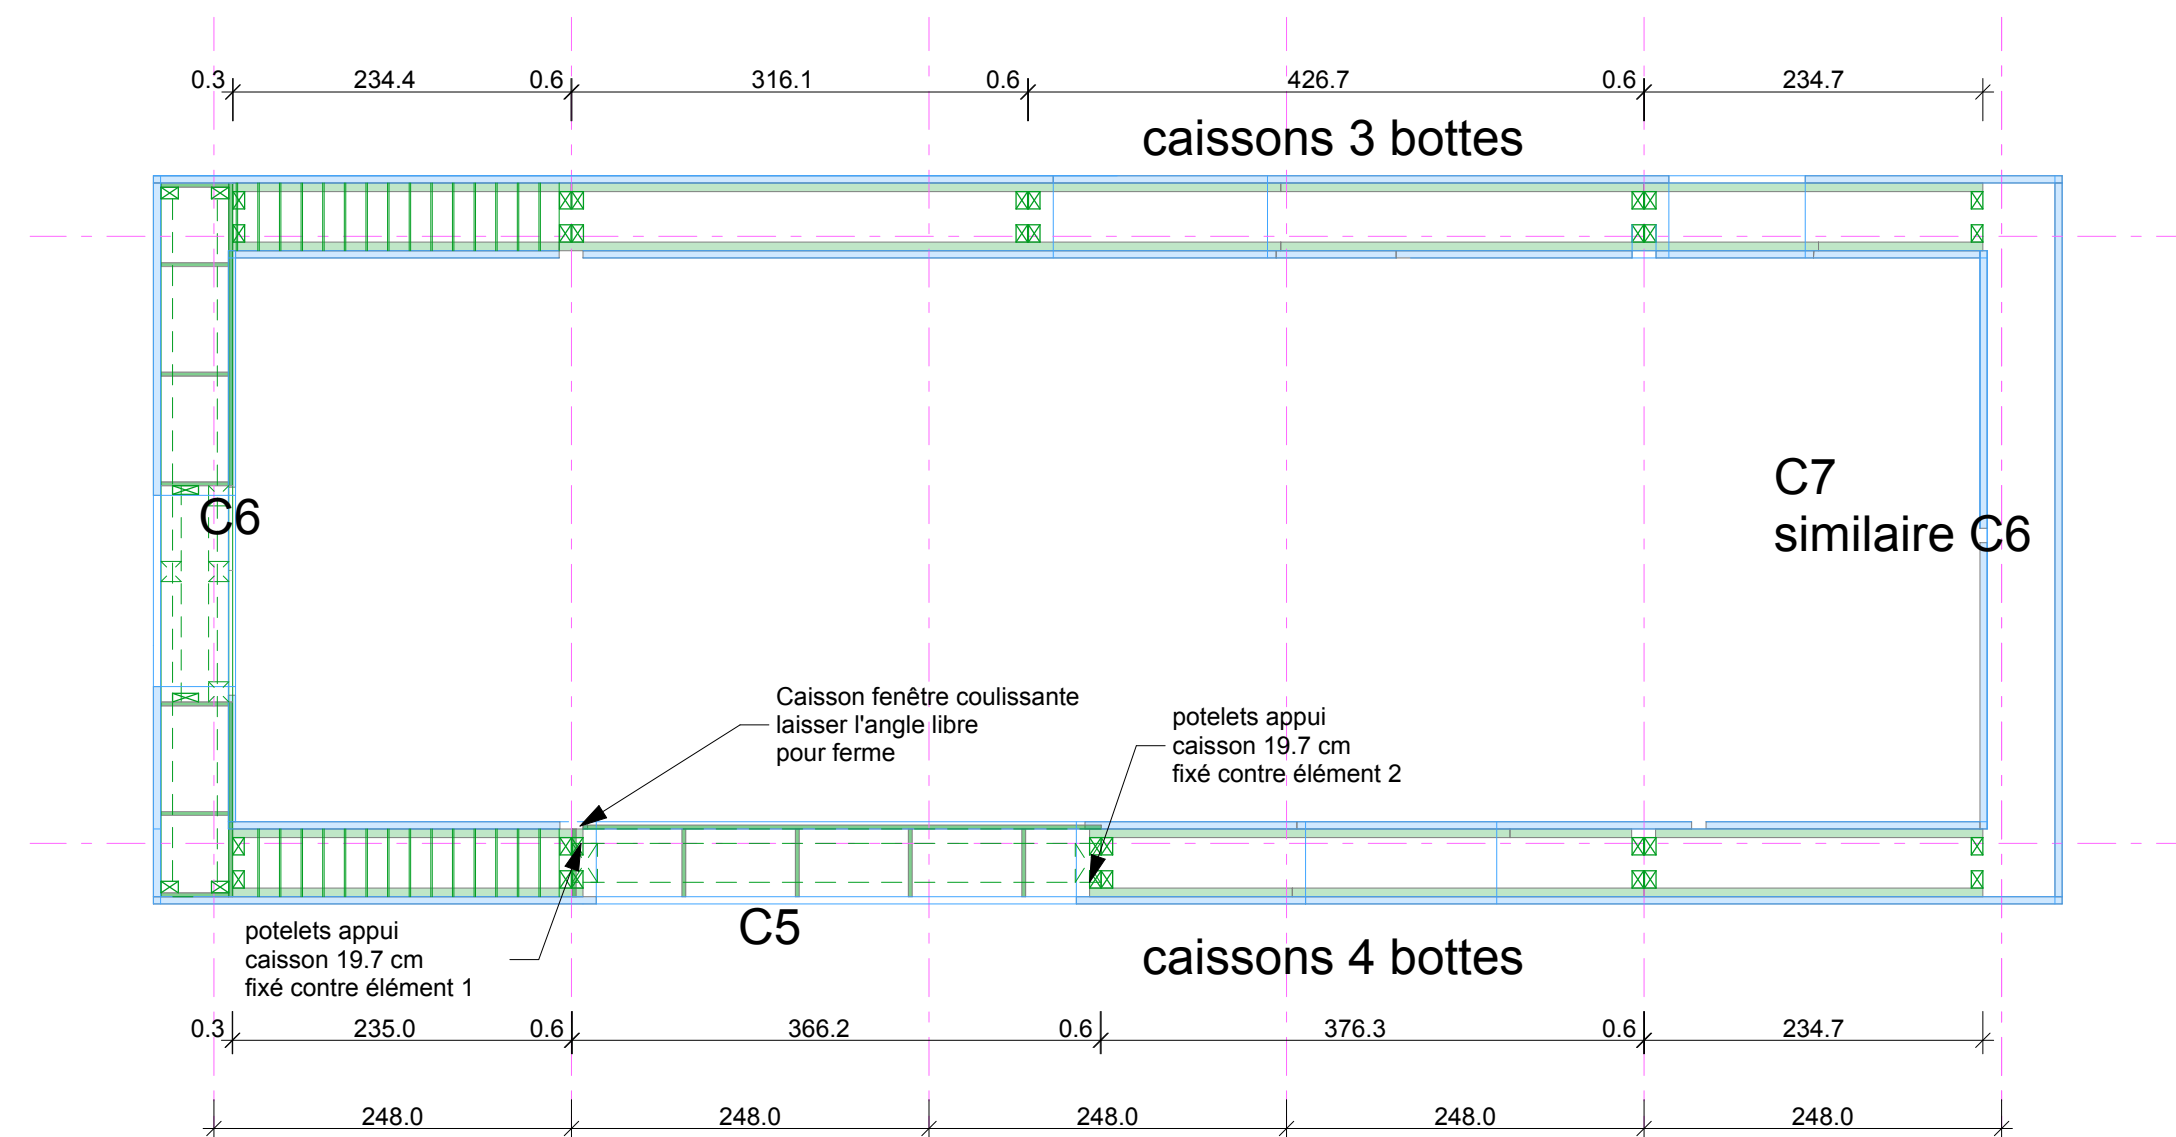 0.3 234.4 0.6 316.1 0.6 426.7 0.6 234.7
caissons 3 bottes
C6
C7
similaire C6
Caisson fenêtre coulissante
laisser l'angle libre
pour ferme
potelets appui
caisson 19.7 cm
fixé contre élément 2
potelets appui
caisson 19.7 cm
fixé contre élément 1
C5
caissons 4 bottes
0.3 235.0 0.6 366.2 0.6 376.3 0.6 234.7
248.0 248.0 248.0 248.0 248.0